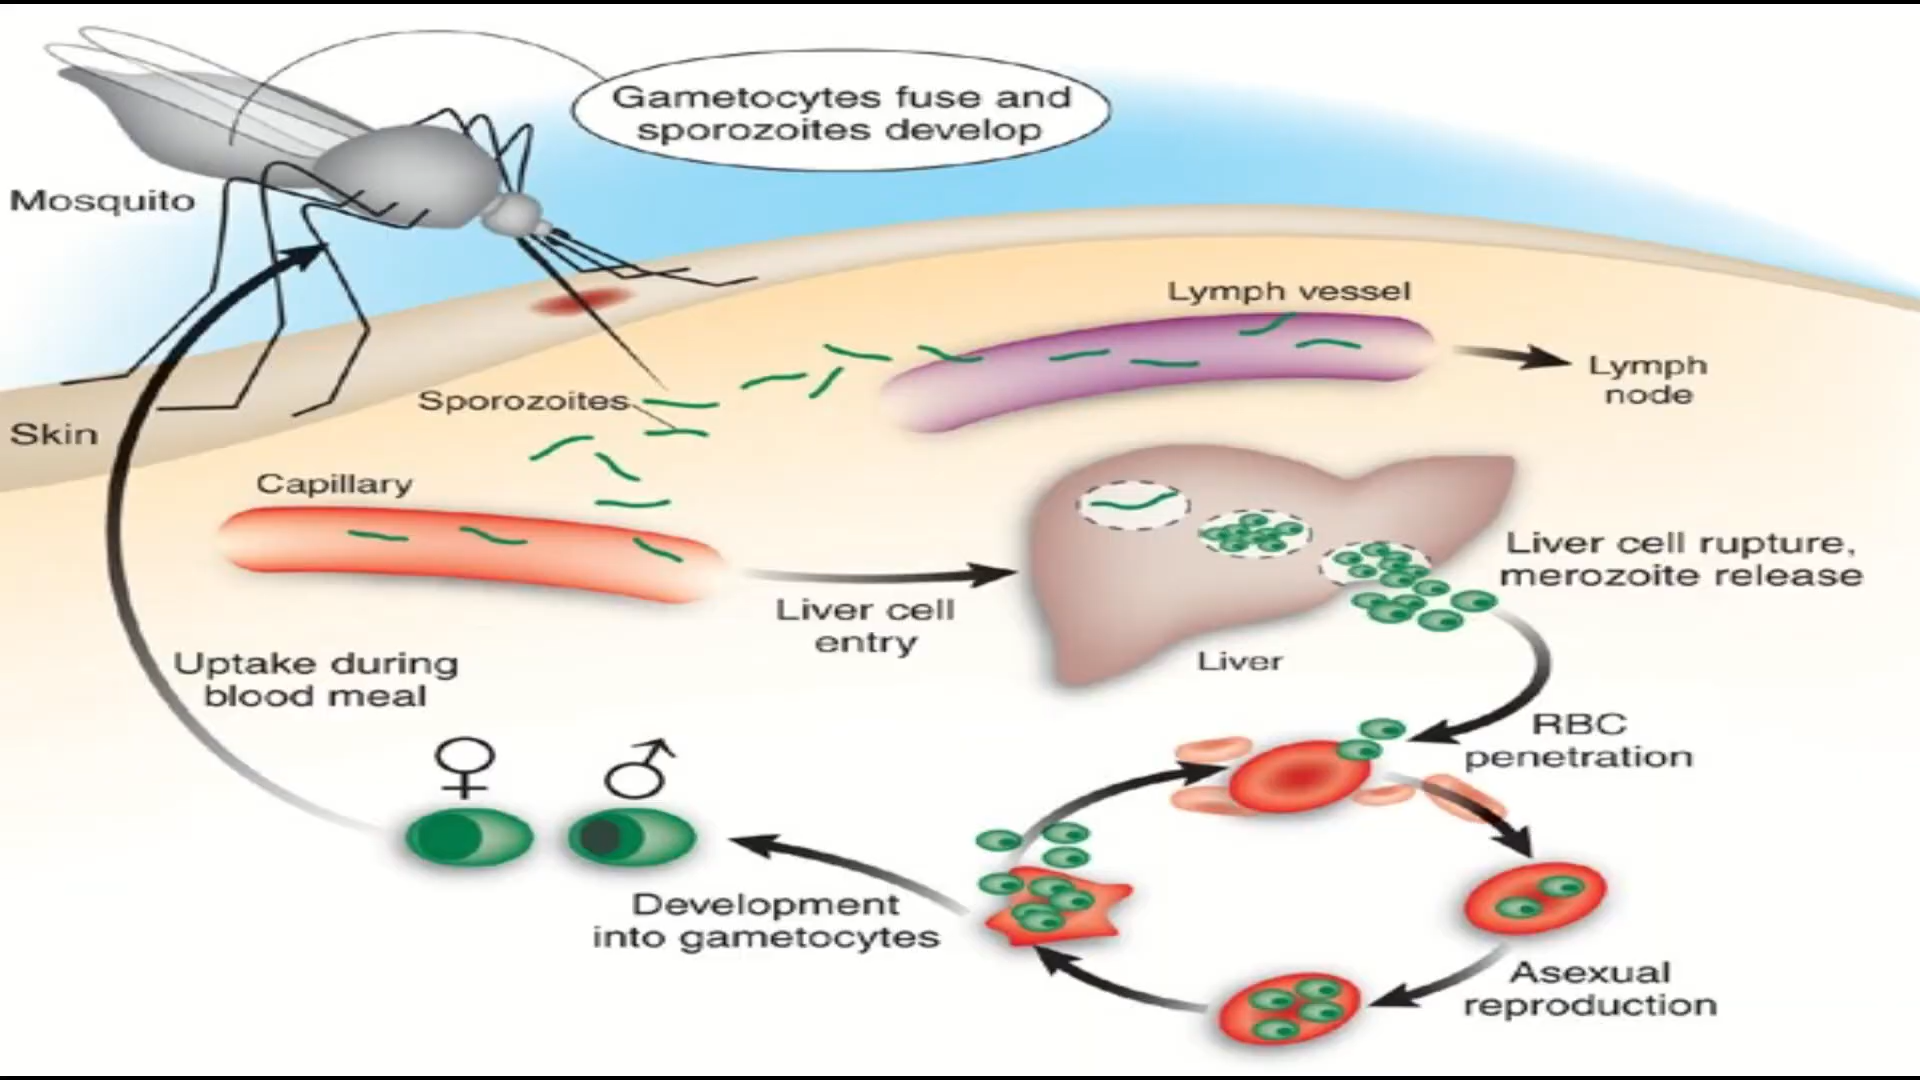 Gametocytes fuse and
sporozoites develop
Mosquito
Lymph vessel
Lymph
node
Sporozoites
Skin
Capillary
Liver cell rupture,
merozoite release
Liver cell
entry
Liver
Uptake during
blood meal
RBC
penetration
Development
into gametocytes
Asexual
reproduction